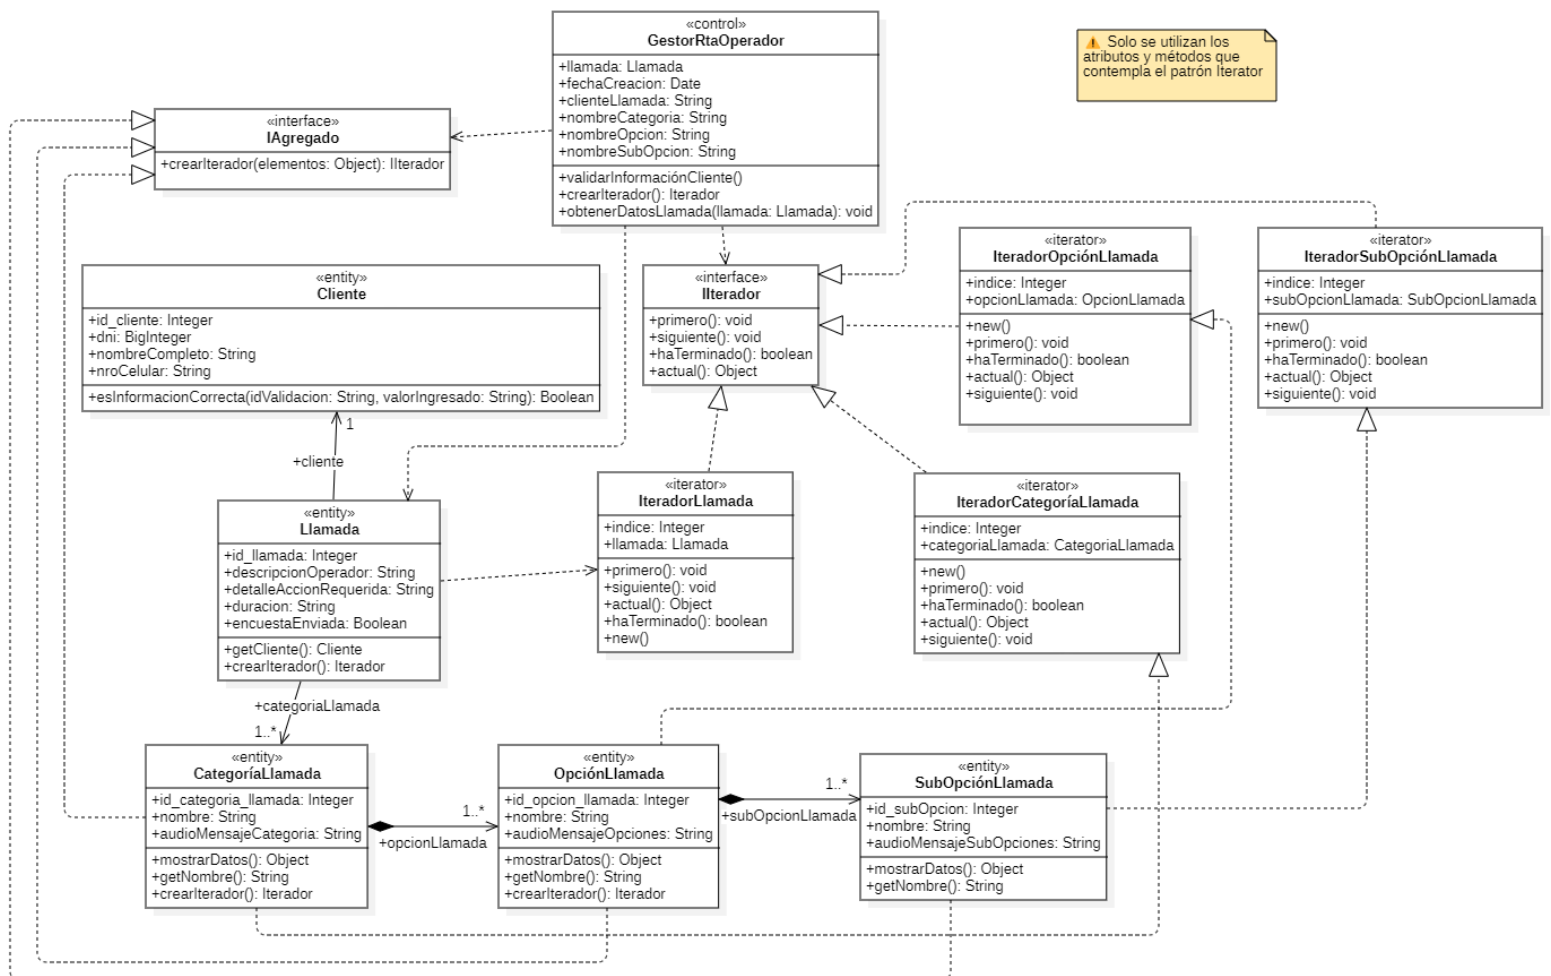 «control»
GestorRtaOperador
+llamada: Llamada
+fechaCreacion: Date
+clienteLlamada: String
+nombreCategoria: String
+nombreOpcion: String
+nombreSubOpcion: String
+validarInformaciónCliente()
+crearIterador(): Iterador
+obtenerDatosLlamada(llamada: Llamada): void
⚠ Solo se utilizan los
atributos y métodos que
contempla el patrón Iterator
«interface»
IAgregado
+crearIterador(elementos: Object): IIterador
«entity»
Cliente
+id_cliente: Integer
+dni: BigInteger
+nombreCompleto: String
+nroCelular: String
+esInformacionCorrecta(idValidacion: String, valorIngresado: String): Boolean
«interface»
IIterador
+primero(): void
+siguiente(): void
+haTerminado(): boolean
+actual(): Object
«iterator»
IteradorOpciónLlamada
+indice: Integer
+opcionLlamada: OpcionLlamada
+new()
+primero(): void
+haTerminado(): boolean
+actual(): Object
+siguiente(): void
«iterator»
IteradorSubOpciónLlamada
+indice: Integer
+subOpcionLlamada: SubOpcionLlamada
+new()
+primero(): void
+haTerminado(): boolean
+actual(): Object
+siguiente(): void
1
+cliente
«entity»
Llamada
+id_llamada: Integer
+descripcionOperador: String
+detalleAccionRequerida: String
+duracion: String
+encuestaEnviada: Boolean
+getCliente(): Cliente
+crearIterador(): Iterador
«iterator»
IteradorLlamada
+indice: Integer
+llamada: Llamada
+primero(): void
+siguiente(): void
+actual(): Object
+haTerminado(): boolean
+new()
«iterator»
IteradorCategoríaLlamada
+indice: Integer
+categoriaLlamada: CategoriaLlamada
+new()
+primero(): void
+haTerminado(): boolean
+actual(): Object
+siguiente(): void
+categoriaLlamada
1..*
«entity»
CategoríaLlamada
+id_categoria_llamada: Integer
+nombre: String
+audioMensajeCategoria: String
+mostrarDatos(): Object
+getNombre(): String
+crearIterador(): Iterador
1..*
+opcionLlamada
«entity»
OpciónLlamada
+id_opcion_llamada: Integer
+nombre: String
+audioMensajeOpciones: String
+mostrarDatos(): Object
+getNombre(): String
+crearIterador(): Iterador
1..*
+subOpcionLlamada
«entity»
SubOpciónLlamada
+id_subOpcion: Integer
+nombre: String
+audioMensajeSubOpciones: String
+mostrarDatos(): Object
+getNombre(): String